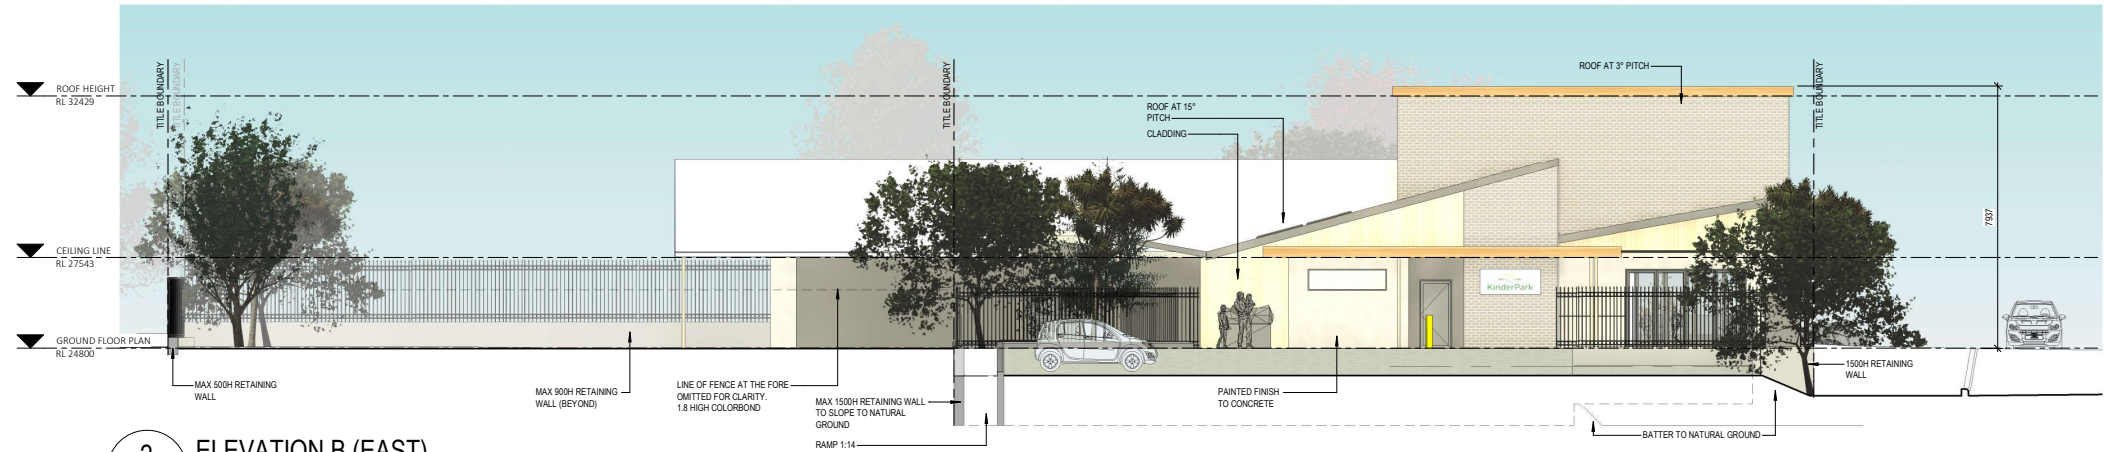 TITLE BOUNDARY
TITLE BOUNDARY
TITLE BOUNDARY
TITLE BOUNDARY
ROOF HEIGHT
RL 32429
ROOF AT 3° PITCH
ROOF AT 15°
PITCH
CLADDING
7937
CEILING LINE
RL 27543
KinderPark
GROUND FLOOR PLAN
RL 24800
MAX 500H RETAINING
WALL
MAX 900H RETAINING
WALL (BEYOND)
LINE OF FENCE AT THE FORE
OMITTED FOR CLARITY.
1.8 HIGH COLORBOND
MAX 1500H RETAINING WALL
TO SLOPE TO NATURAL
GROUND
RAMP 1:14
PAINTED FINISH
TO CONCRETE
1500H RETAINING
WALL
BATTER TO NATURAL GROUND
2
ELEVATION B (EAST)